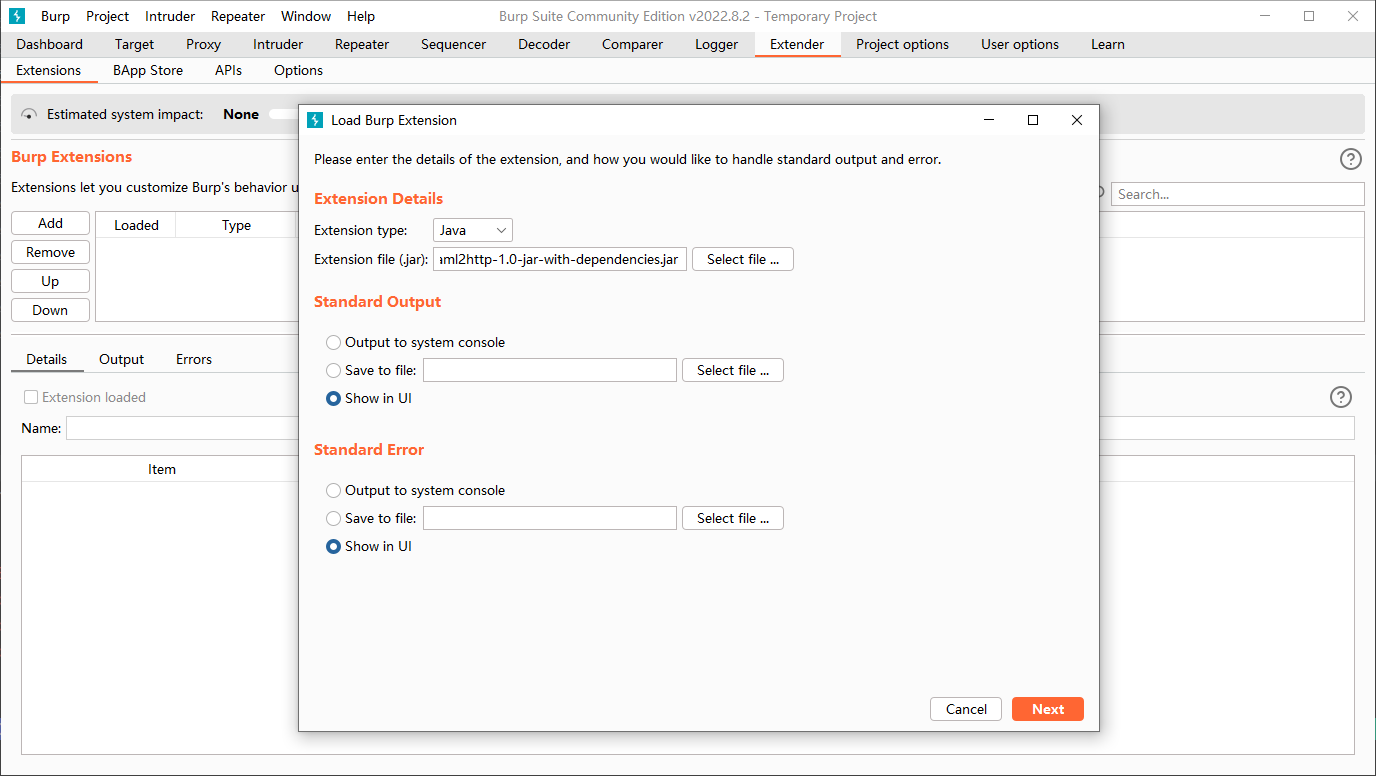 Burp Project Intruder Repeater Window Help Burp Suite Community Edition v2022.8.2 - Temporary Project
Dashboard Target Proxy Intruder Repeater Sequencer Decoder Comparer Logger Extender Project options User options Learn
Extensions BApp Store APIs Options
Estimated system impact: None
Burp Extensions
Extensions let you customize Burp's behavior u
Search...
Add
Remove
Up
Down
Loaded Type
Details Output Errors
Extension loaded
Name:
Item
Load Burp Extension
Please enter the details of the extension, and how you would like to handle standard output and error.
Extension Details
Extension type: Java
Extension file (.jar): aml2http-1.0-jar-with-dependencies.jar Select file ...
Standard Output
Output to system console
Save to file: Select file ...
Show in UI
Standard Error
Output to system console
Save to file: Select file ...
Show in UI
Cancel Next